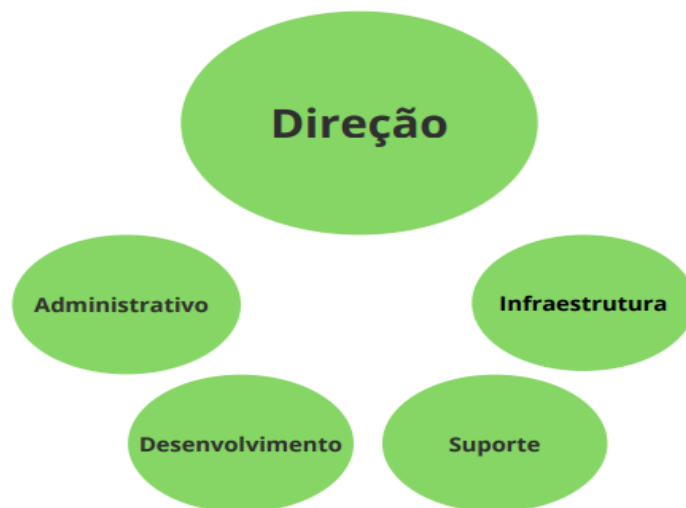 Direção
Administrativo
Infraestrutura
Desenvolvimento
Suporte